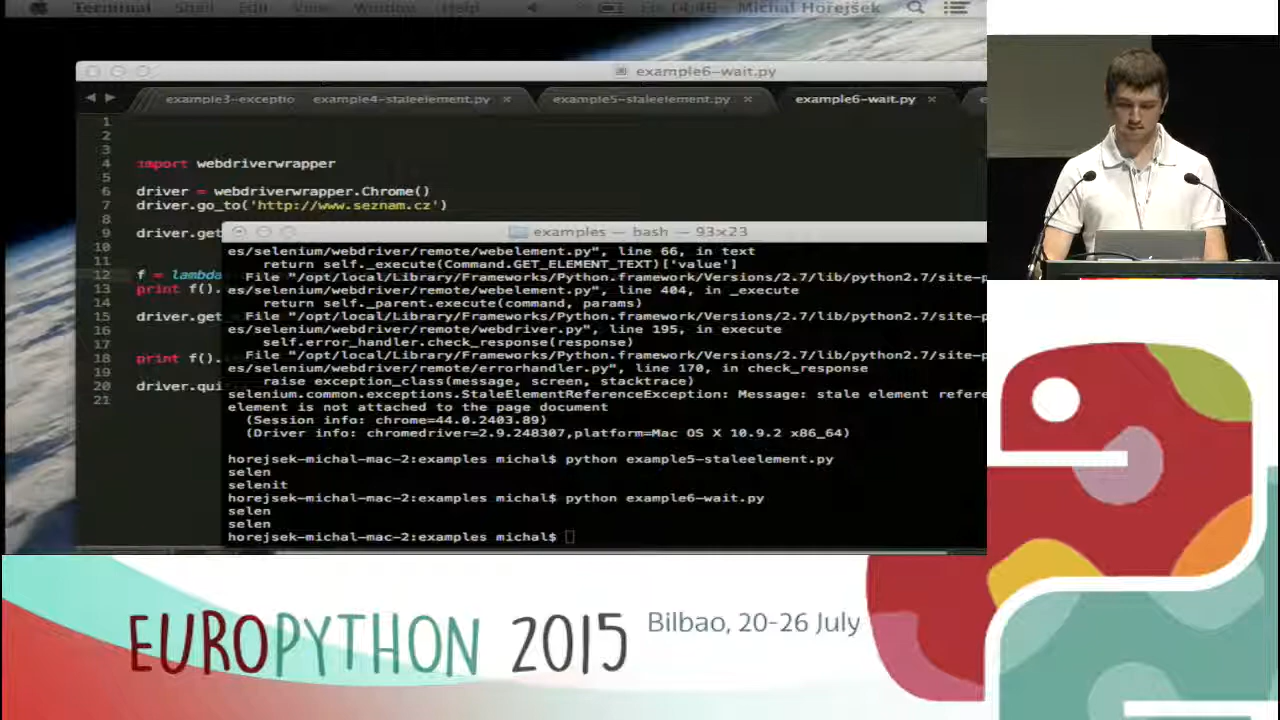 Terminal Shell Edit View Window Help 14:46 Michal Horejšek
example6-wait.py
example3-exceptio example4-staleelement.py × example5-staleelement.py × example6-wait.py ×
1
2
3
4 import webdriverwrapper
5
6 driver = webdriverwrapper.Chrome()
7 driver.go_to('http://www.seznam.cz')
8
9 driver.get
10
11
12 f = lambda
13 print f().
14
15 driver.get
16
17
18 print f().
19
20 driver.qui
21
examples — bash — 93×23
es/selenium/webdriver/remote/webelement.py", line 66, in text
return self._execute(Command.GET_ELEMENT_TEXT)['value']
File "/opt/local/Library/Frameworks/Python.framework/Versions/2.7/lib/python2.7/site-p
es/selenium/webdriver/remote/webelement.py", line 404, in _execute
return self._parent.execute(command, params)
File "/opt/local/Library/Frameworks/Python.framework/Versions/2.7/lib/python2.7/site-p
es/selenium/webdriver/remote/webdriver.py", line 195, in execute
self.error_handler.check_response(response)
File "/opt/local/Library/Frameworks/Python.framework/Versions/2.7/lib/python2.7/site-p
es/selenium/webdriver/remote/errorhandler.py", line 170, in check_response
raise exception_class(message, screen, stacktrace)
selenium.common.exceptions.StaleElementReferenceException: Message: stale element refere
element is not attached to the page document
(Session info: chrome=44.0.2403.89)
(Driver info: chromedriver=2.9.248307,platform=Mac OS X 10.9.2 x86_64)
horejsek-michal-mac-2:examples michal$ python example5-staleelement.py
selen
selenit
horejsek-michal-mac-2:examples michal$ python example6-wait.py
selen
selen
horejsek-michal-mac-2:examples michal$
EUROPYTHON 2015 Bilbao, 20-26 July